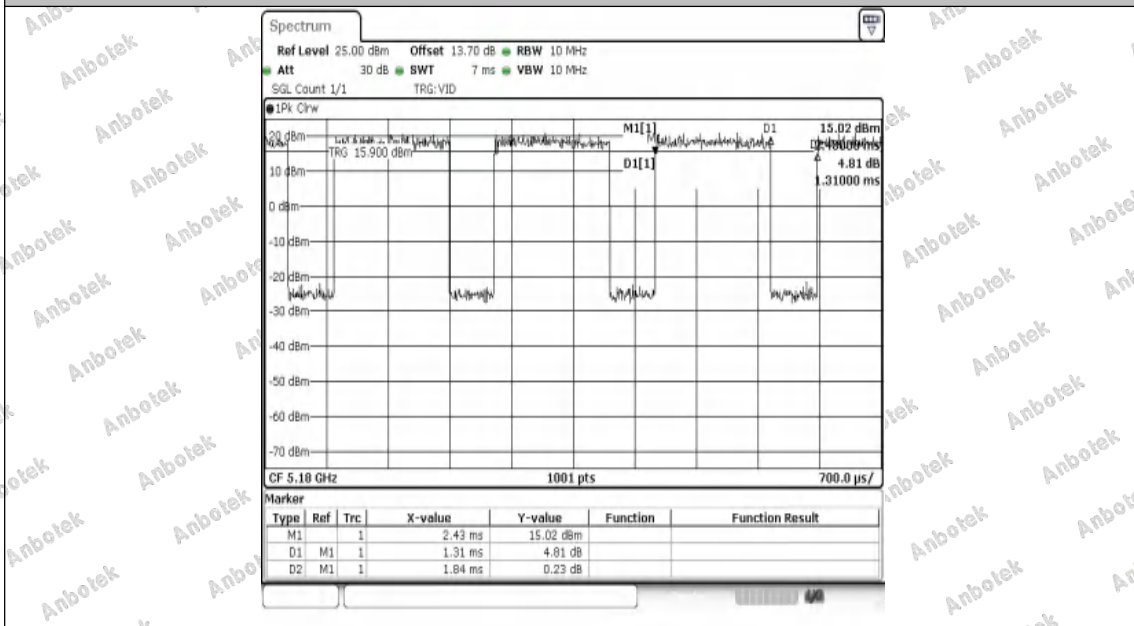 Spectrum
Ref Level 25.00 dBm Offset 13.70 dB RBW 10 MHz
Att 30 dB SWT 7 ms VBW 10 MHz
SGL Count 1/1 TRG:VID
1Pk Clrw
20 dBm
M1[1] 15.02 dBm
D1
TRG 15.900 dBm
D1[1] 4.81 dB
10 dBm
1.31000 ms
0 dBm
-10 dBm
-20 dBm
-30 dBm
-40 dBm
-50 dBm
-60 dBm
-70 dBm
CF 5.18 GHz 1001 pts 700.0 µs/
Marker
Type Ref Trc X-value Y-value Function Function Result
M1 1 2.43 ms 15.02 dBm
D1 M1 1 1.31 ms 4.81 dB
D2 M1 1 1.84 ms 0.23 dB
Anbotek